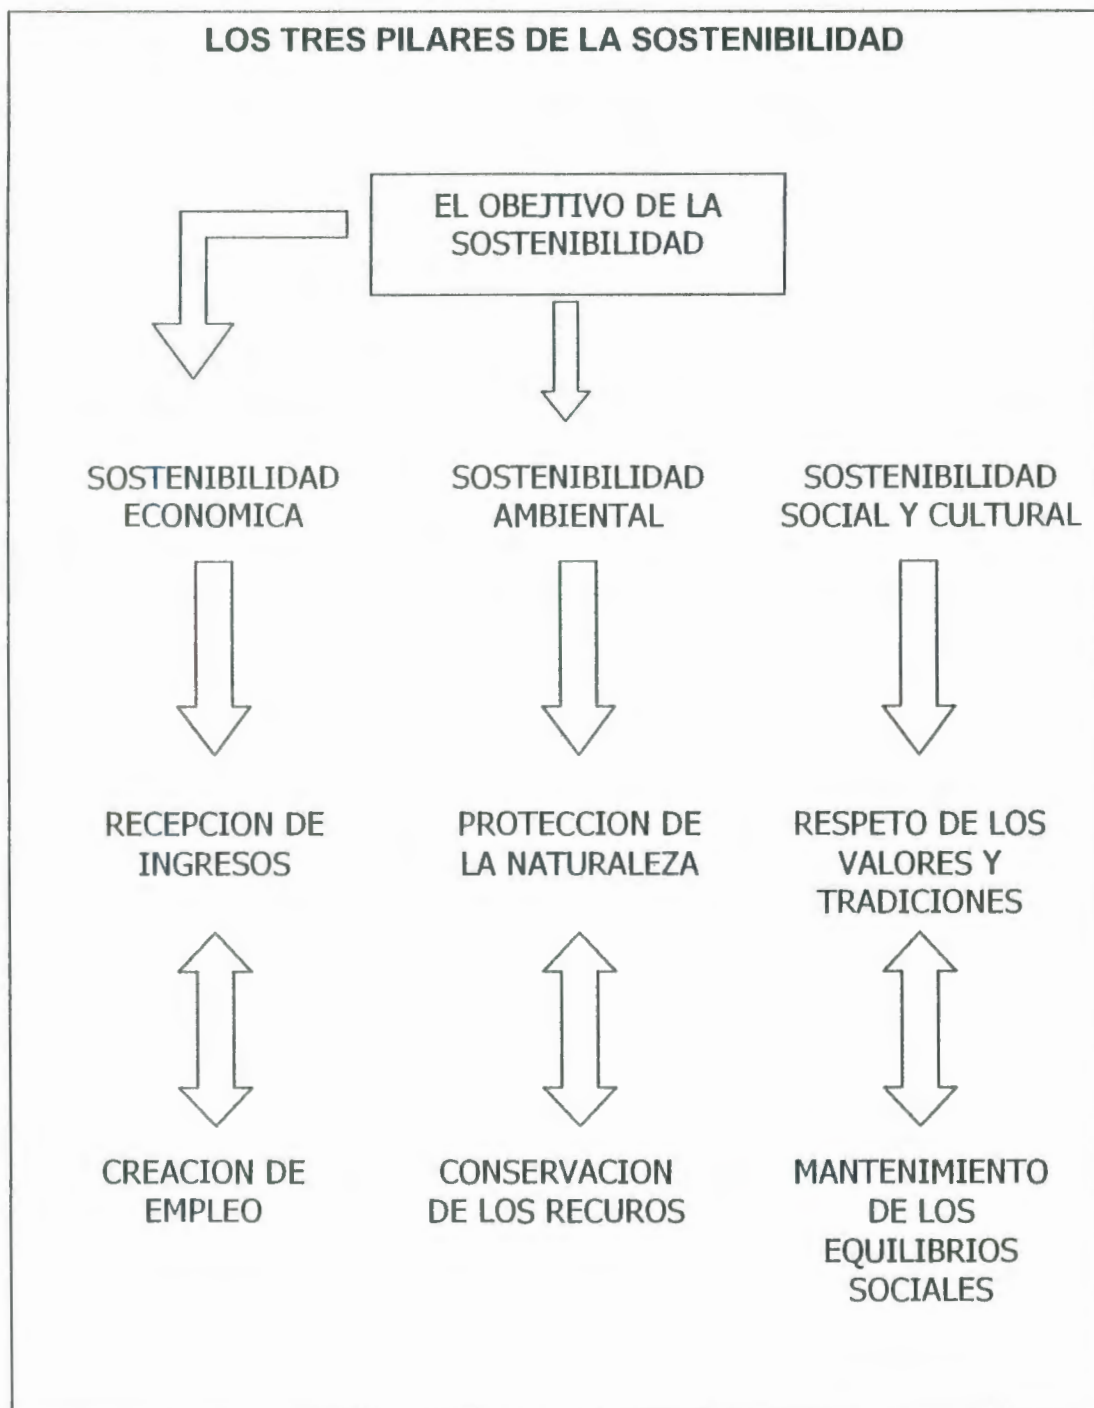 LOS TRES PILARES DE LA SOSTENIBILIDAD
EL OBEJTIVO DE LA
SOSTENIBILIDAD
SOSTENIBILIDAD
ECONOMICA
SOSTENIBILIDAD
AMBIENTAL
SOSTENIBILIDAD
SOCIAL Y CULTURAL
RECEPCION DE
INGRESOS
PROTECCION DE
LA NATURALEZA
RESPETO DE LOS
VALORES Y
TRADICIONES
CREACION DE
EMPLEO
CONSERVACION
DE LOS RECUROS
MANTENIMIENTO
DE LOS
EQUILIBRIOS
SOCIALES